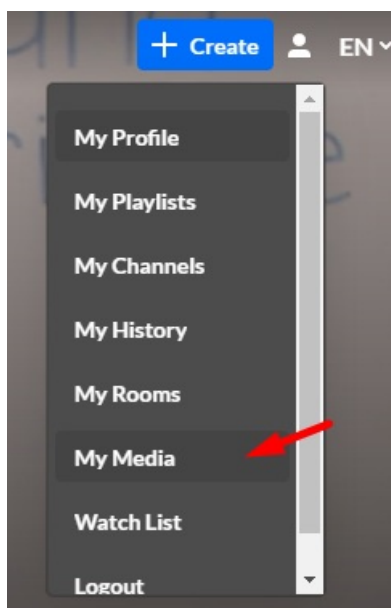 + Create EN
My Profile
My Playlists
My Channels
My History
My Rooms
My Media
Watch List
Logout